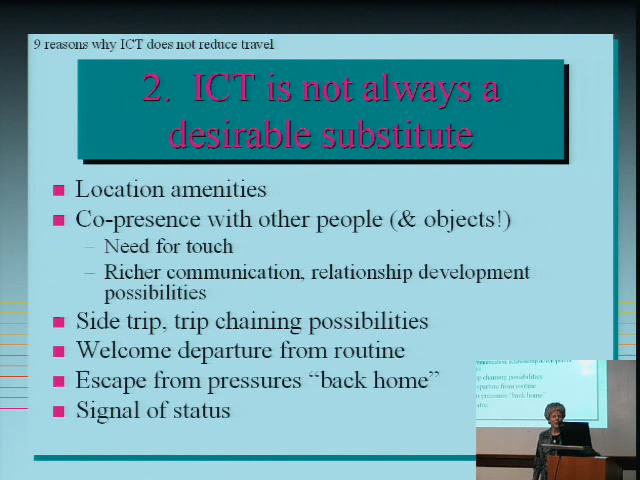 9 reasons why ICT does not reduce travel
2. ICT is not always a
desirable substitute
Location amenities
Co-presence with other people (& objects!)
– Need for touch
– Richer communication, relationship development
possibilities
Side trip, trip chaining possibilities
Welcome departure from routine
Escape from pressures “back home”
Signal of status